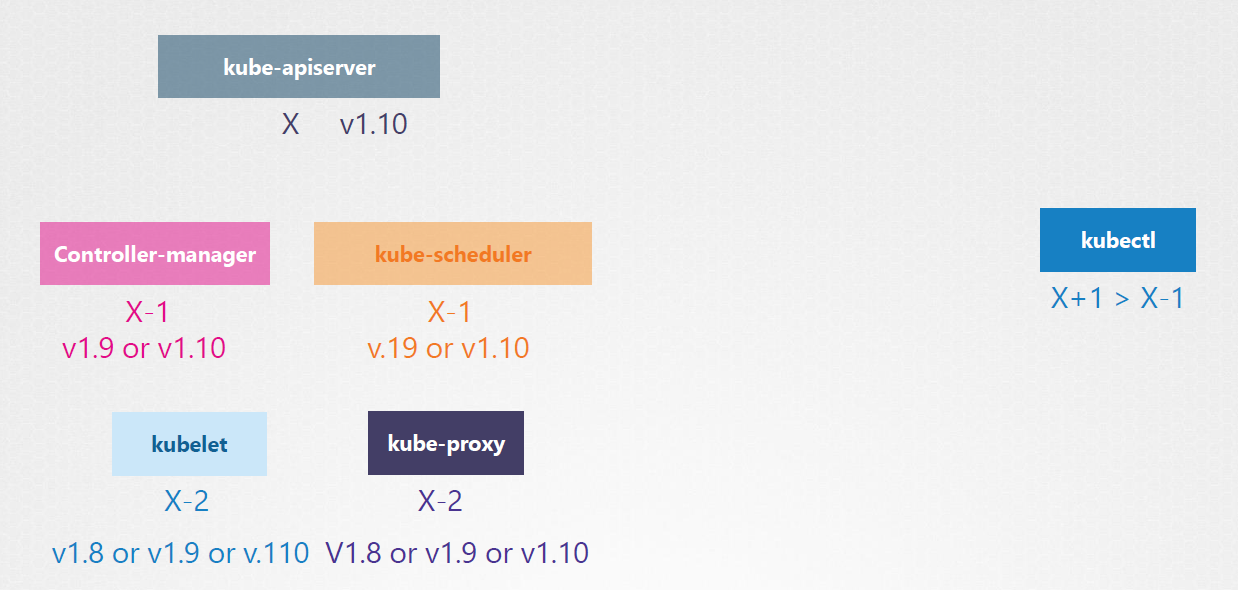 kube-apiserver
X v1.10
Controller-manager
X-1
v1.9 or v1.10
kube-scheduler
X-1
v.19 or v1.10
kubectl
X+1 > X-1
kubelet
X-2
v1.8 or v1.9 or v.110
kube-proxy
X-2
V1.8 or v1.9 or v1.10